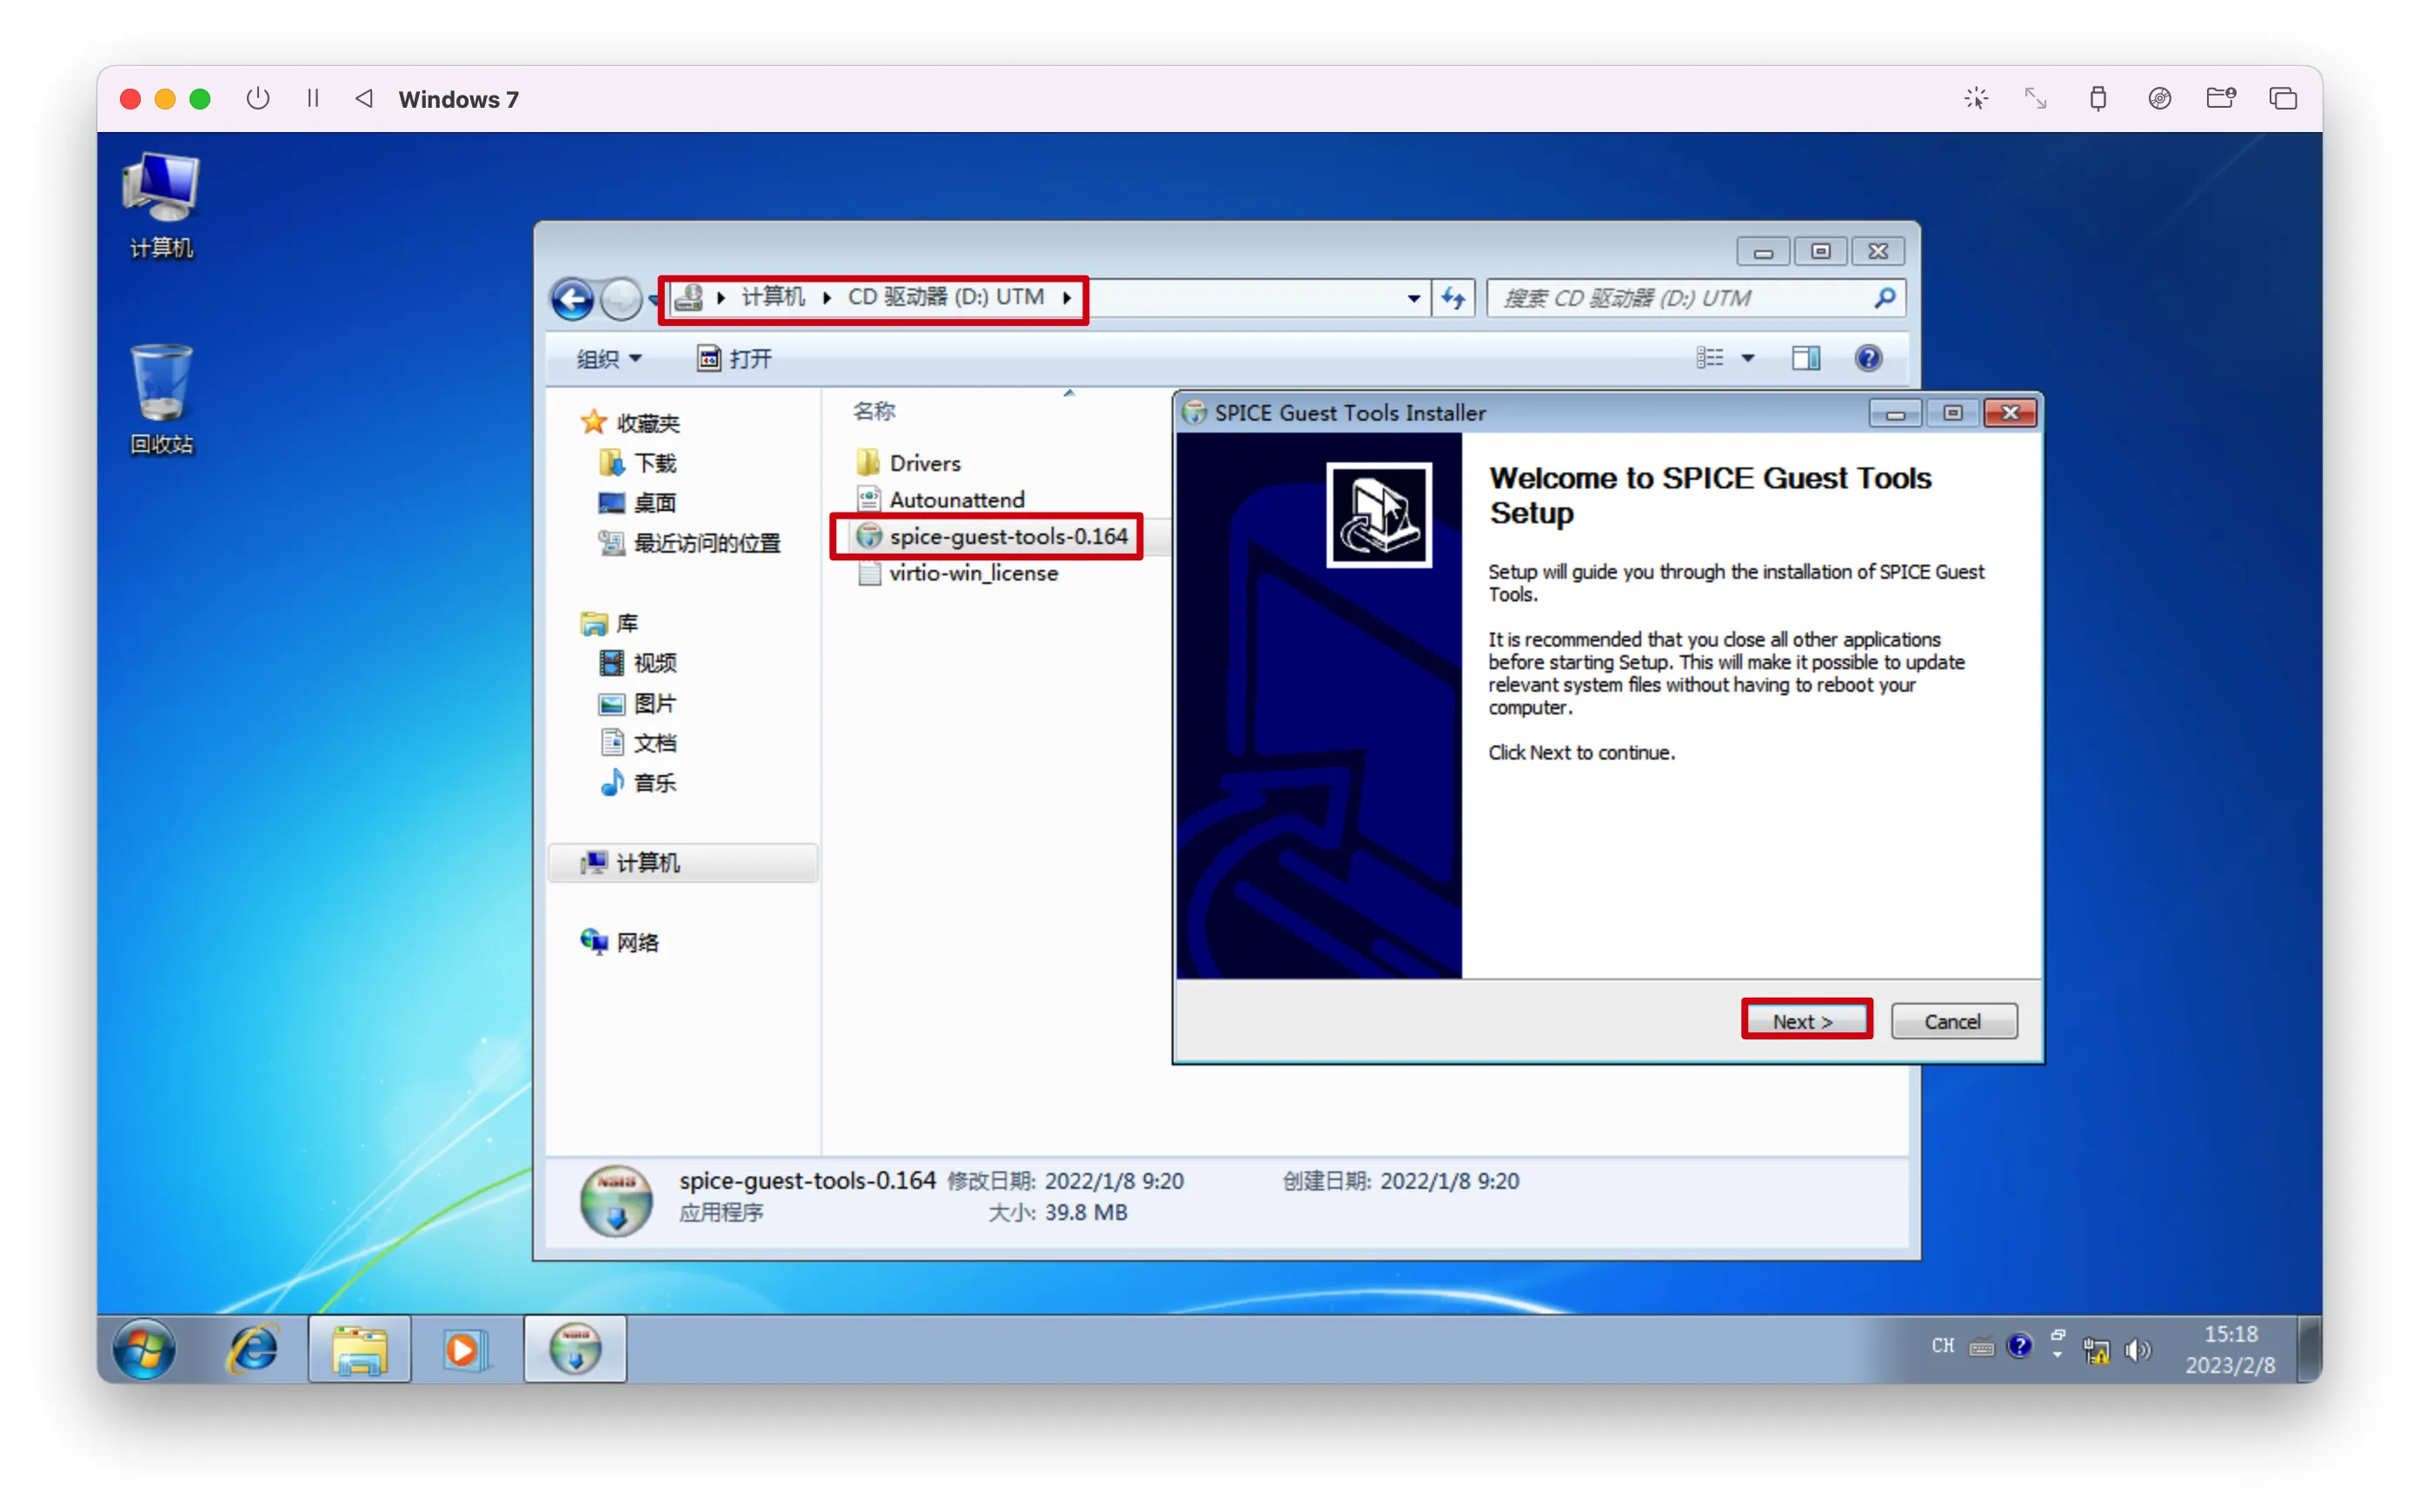 Windows 7
计算机
回收站
计算机 CD 驱动器 (D:) UTM
搜索 CD 驱动器 (D:) UTM
组织
打开
收藏夹
下载
桌面
最近访问的位置
库
视频
图片
文档
音乐
计算机
网络
名称
Drivers
Autounattend
spice-guest-tools-0.164
virtio-win_license
SPICE Guest Tools Installer
Welcome to SPICE Guest Tools
Setup
Setup will guide you through the installation of SPICE Guest
Tools.
It is recommended that you close all other applications
before starting Setup. This will make it possible to update
relevant system files without having to reboot your
computer.
Click Next to continue.
Next >
Cancel
NSIS
spice-guest-tools-0.164 修改日期: 2022/1/8 9:20 创建日期: 2022/1/8 9:20
应用程序 大小: 39.8 MB
NSIS
CH
15:18
2023/2/8